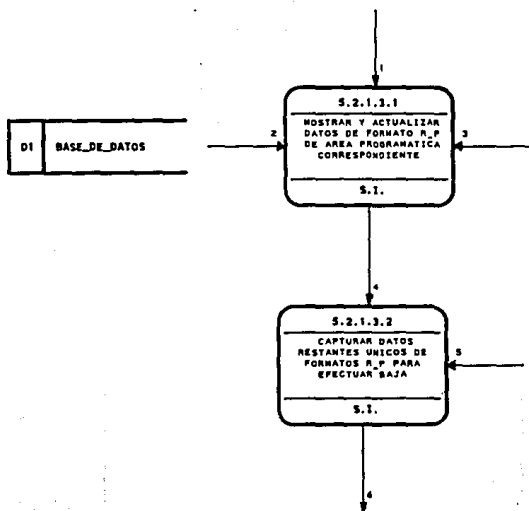 1
5.2.1.3.1
MOSTRAR Y ACTUALIZAR
DATOS DE FORMATO R_P
DE AREA PROGRAMATICA
CORRESPONDIENTE
S.I.
D1 BASE_DE_DATOS
2
3
4
5.2.1.3.2
CAPTURAR DATOS
RESTANTES UNICOS DE
FORMATOS R_P PARA
EFECTUAR BAJA
S.I.
5
6